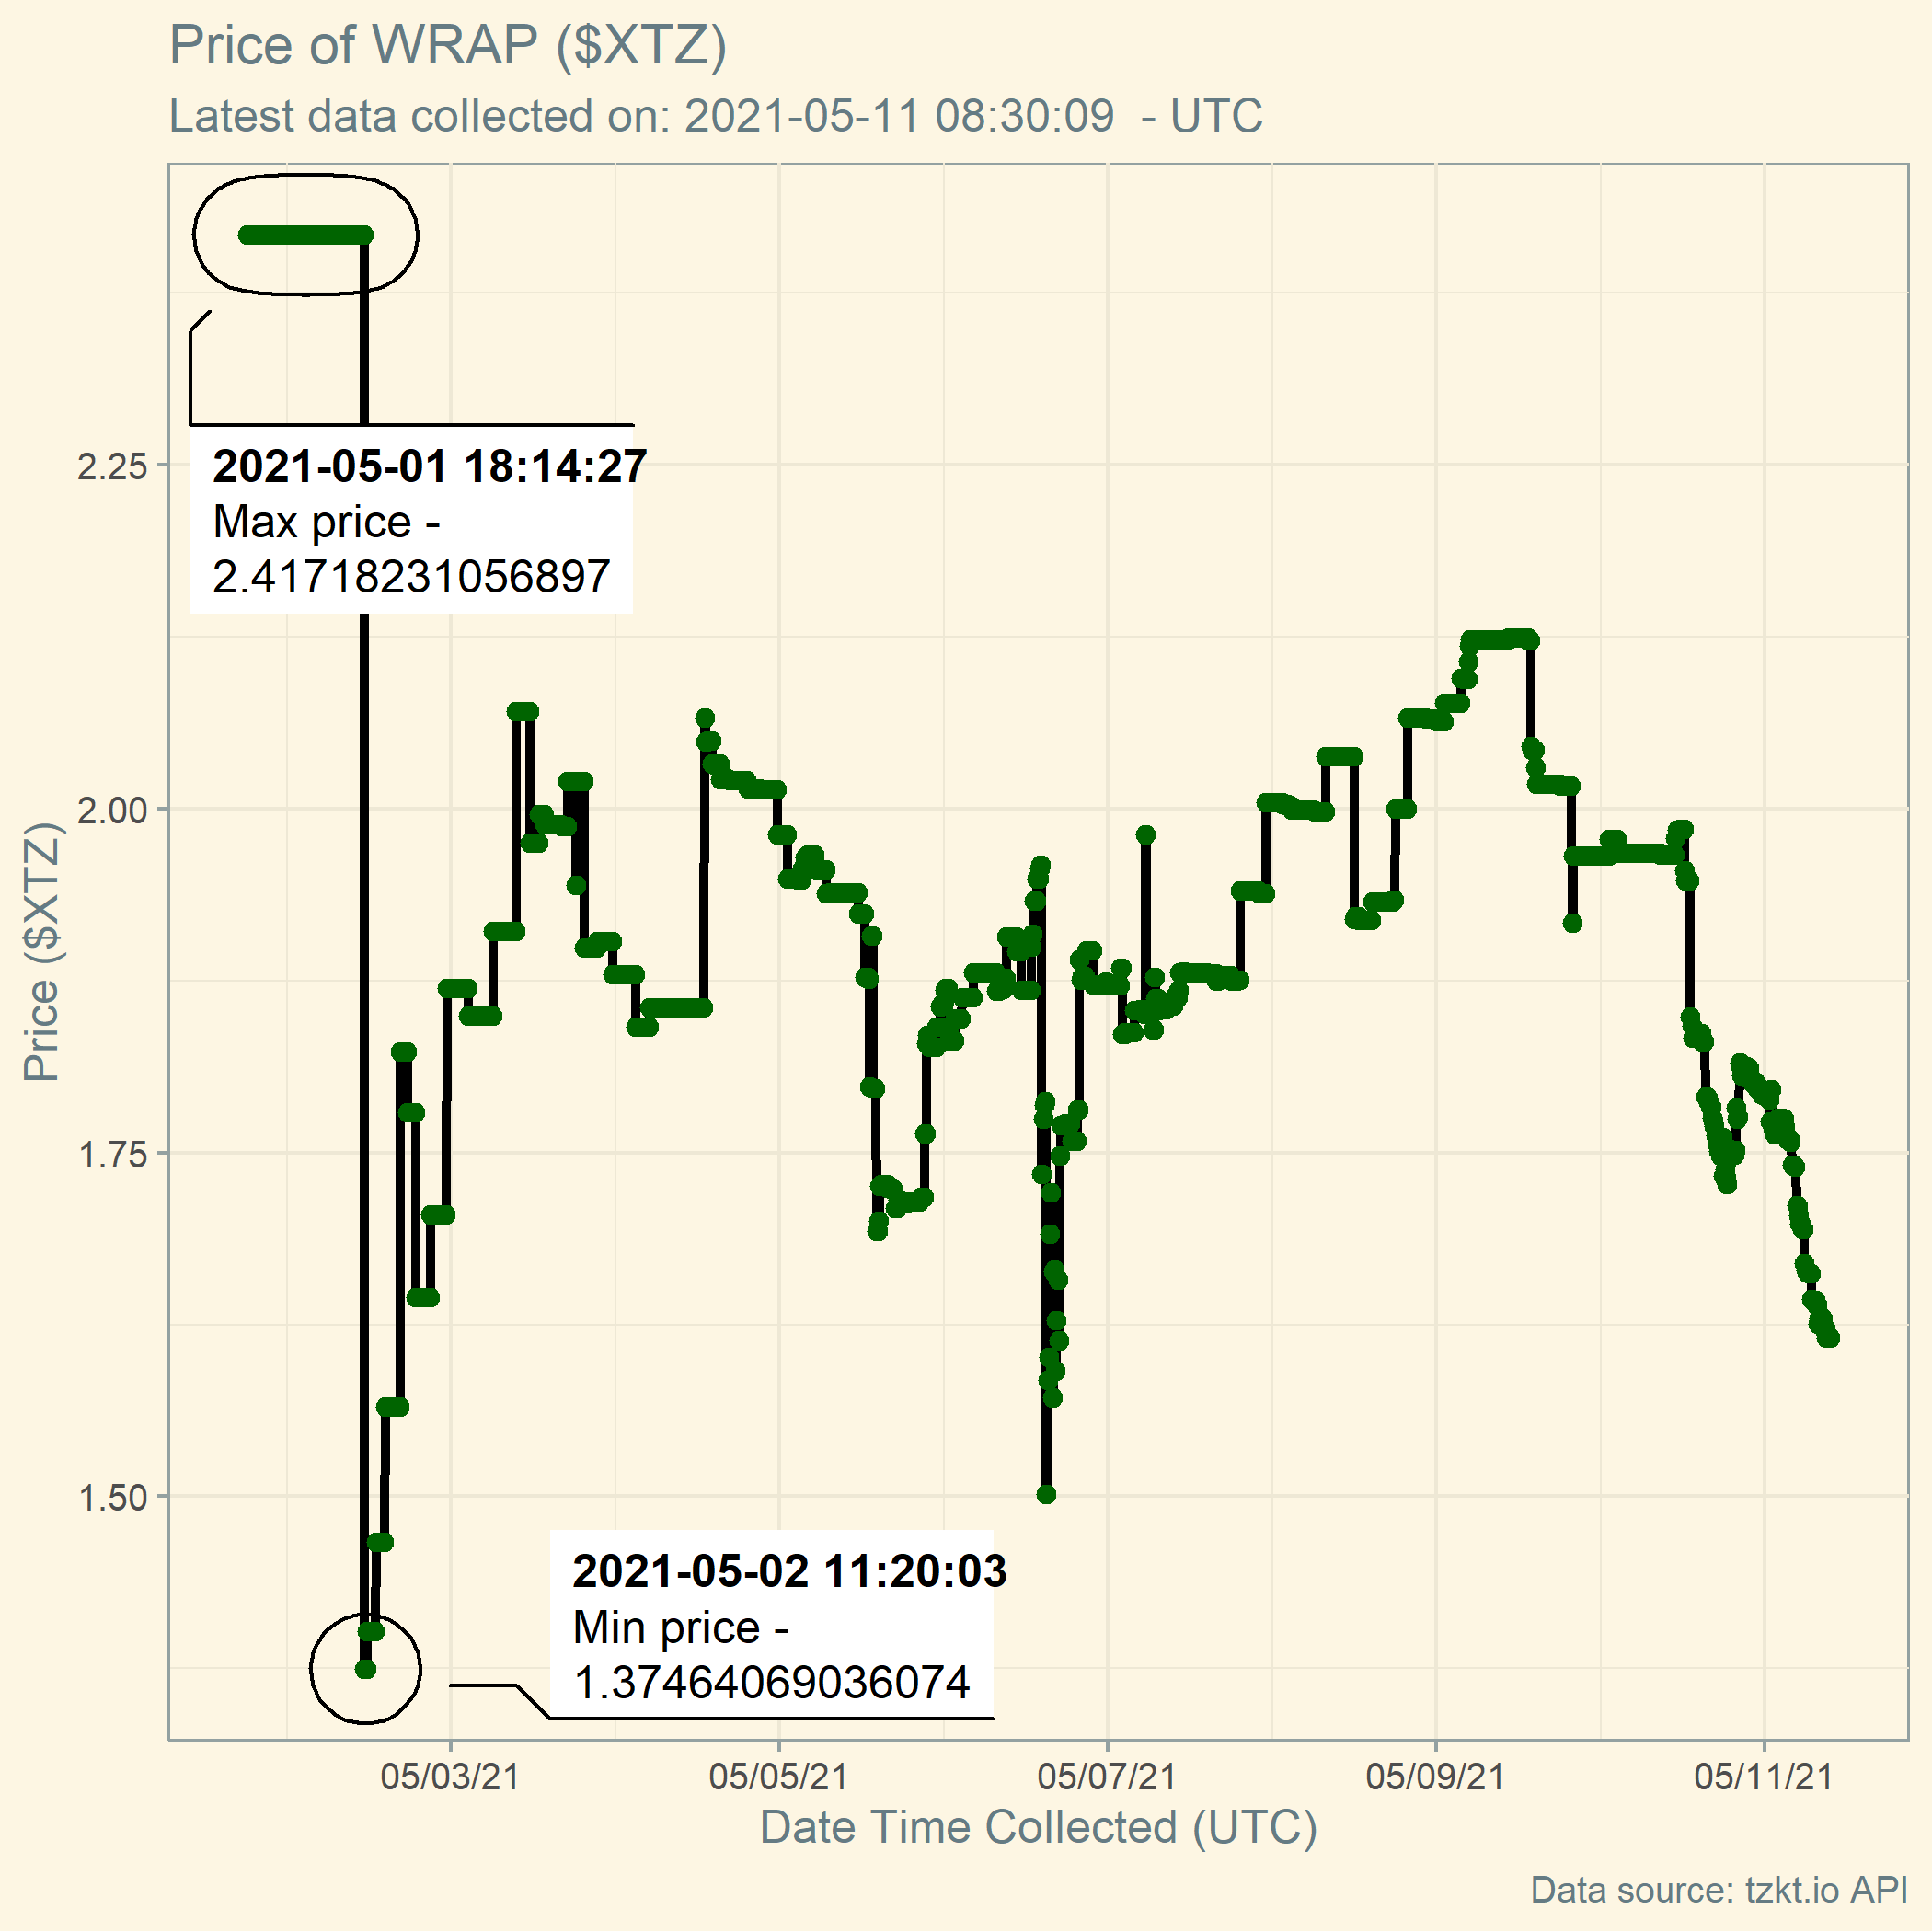 Price of WRAP ($XTZ)
Latest data collected on: 2021-05-11 08:30:09  - UTC
2021-05-01 18:14:27
Max price -
2.41718231056897
2021-05-02 11:20:03
Min price -
1.37464069036074
Price ($XTZ)
2.25
2.00
1.75
1.50
05/03/21
05/05/21
05/07/21
05/09/21
05/11/21
Date Time Collected (UTC)
Data source: tzkt.io API